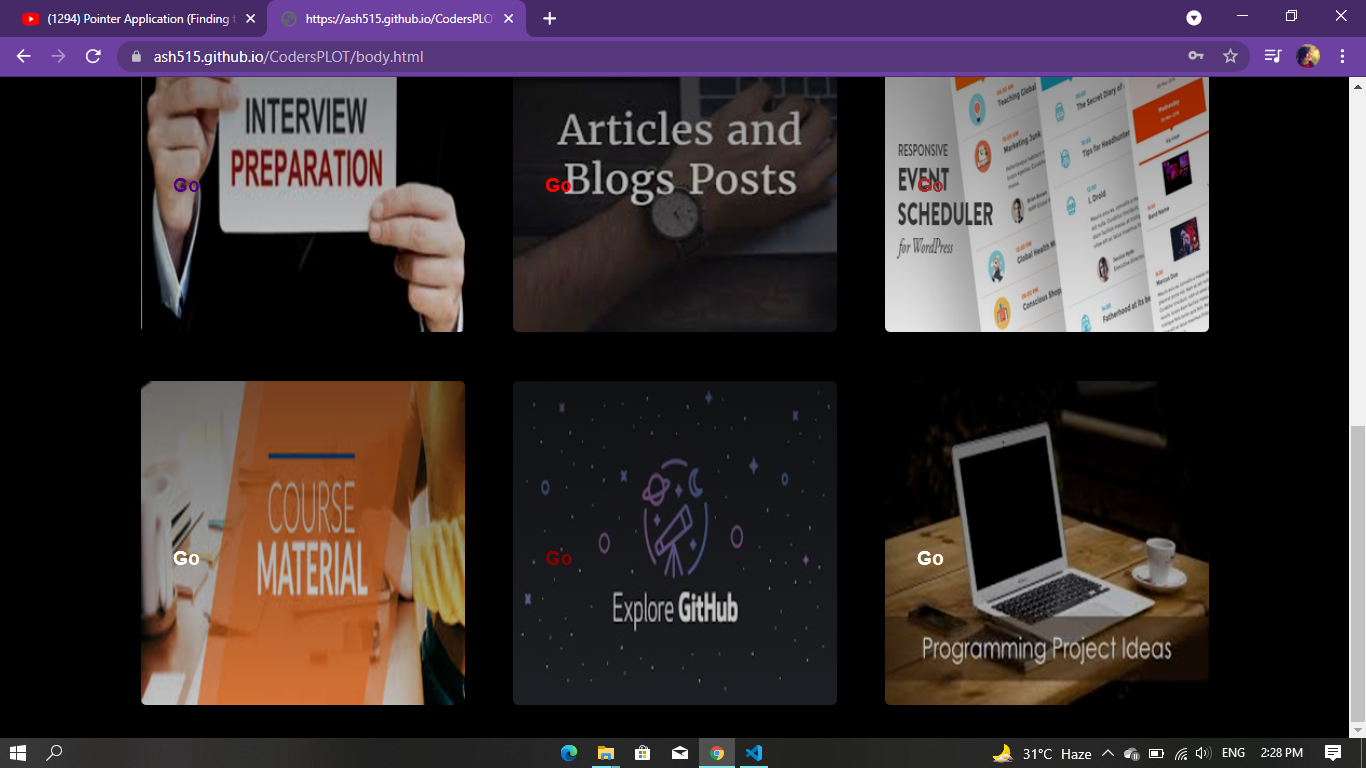 (1294) Pointer Application (Finding t
https://ash515.github.io/CodersPLO
ash515.github.io/CodersPLOT/body.html
INTERVIEW
PREPARATION
Go
Articles and
Blogs Posts
Go
RESPONSIVE
EVENT
SCHEDULER
for WordPress
Go
Teaching Global
Marketing Junk
Global Health M
Conscious Shop
The Secret Diary of
Tips for Headhunter
I, Droid
Fatherhood at its be
Wednesday
COURSE
MATERIAL
Go
Explore GitHub
Go
Programming Project Ideas
Go
31°C Haze
ENG
2:28 PM